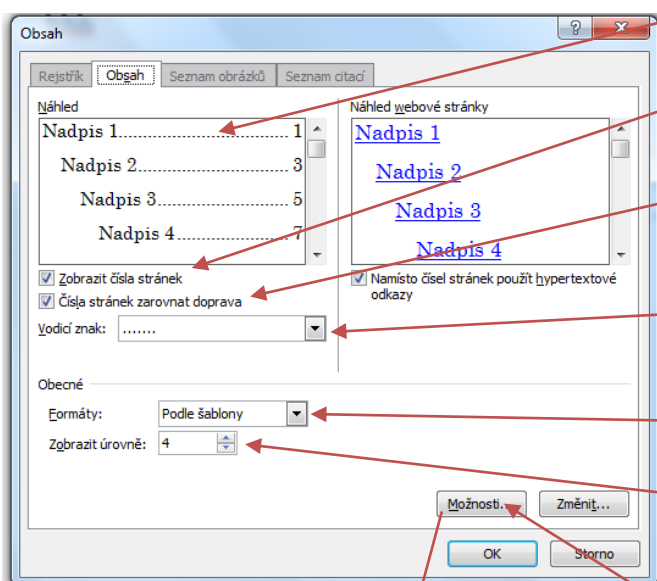 Obsah
Rejstřík Obsah Seznam obrázků Seznam citací
Náhled
Nadpis 1........................ 1
Nadpis 2........................ 3
Nadpis 3..................... 5
Nadpis 4.................. 7
Náhled webové stránky
Nadpis 1
Nadpis 2
Nadpis 3
Nadpis 4
Zobrazit čísla stránek
Čísla stránek zarovnat doprava
Vodicí znak: .......
Namísto čísel stránek použít hypertextové
odkazy
Obecné
Formáty: Podle šablony
Zobrazit úrovně: 4
Možnosti... Změnit...
OK Storno